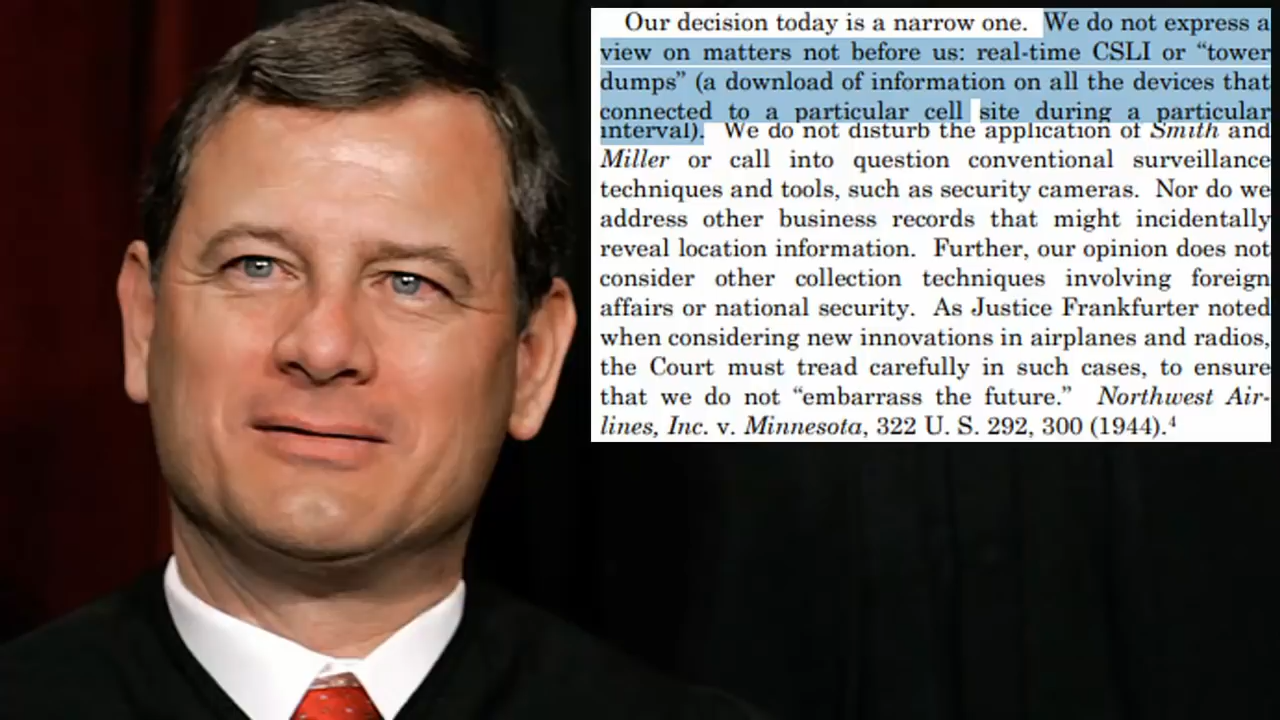 Our decision today is a narrow one. We do not express a
view on matters not before us: real-time CSLI or “tower
dumps” (a download of information on all the devices that
connected to a particular cell site during a particular
interval). We do not disturb the application of Smith and
Miller or call into question conventional surveillance
techniques and tools, such as security cameras. Nor do we
address other business records that might incidentally
reveal location information. Further, our opinion does not
consider other collection techniques involving foreign
affairs or national security. As Justice Frankfurter noted
when considering new innovations in airplanes and radios,
the Court must tread carefully in such cases, to ensure
that we do not “embarrass the future.” Northwest Air-
lines, Inc. v. Minnesota, 322 U. S. 292, 300 (1944).⁴